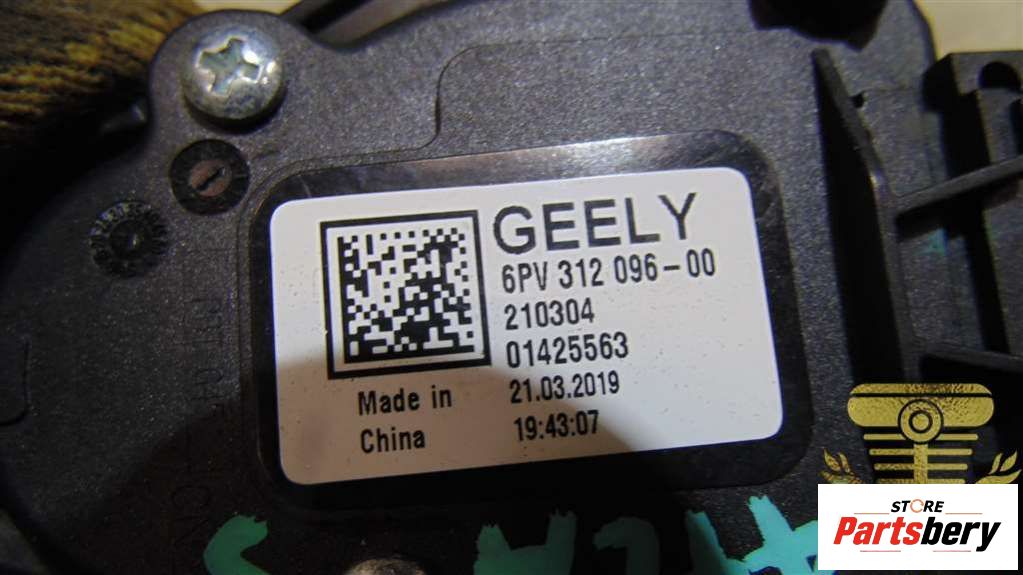 GEELY
6PV 312 096-00
210304
01425563
21.03.2019
19:43:07
Made in
China
STORE
Partsbery